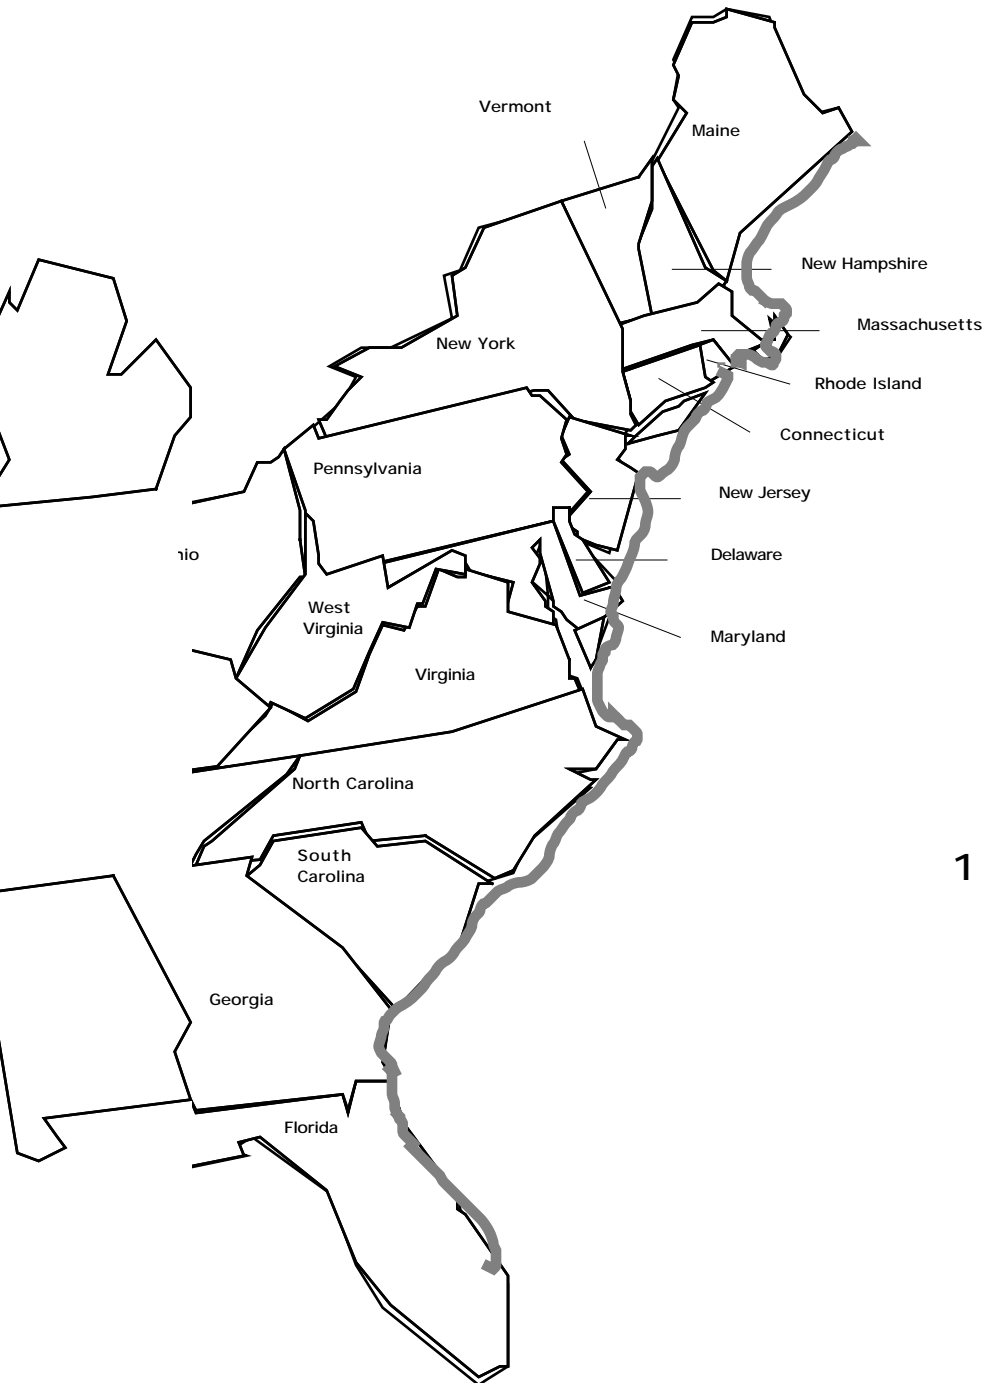 Vermont
Maine
New Hampshire
Massachusetts
New York
Rhode Island
Connecticut
Pennsylvania
New Jersey
Delaware
West
Virginia
Maryland
Virginia
North Carolina
South
Carolina
1
Georgia
Florida